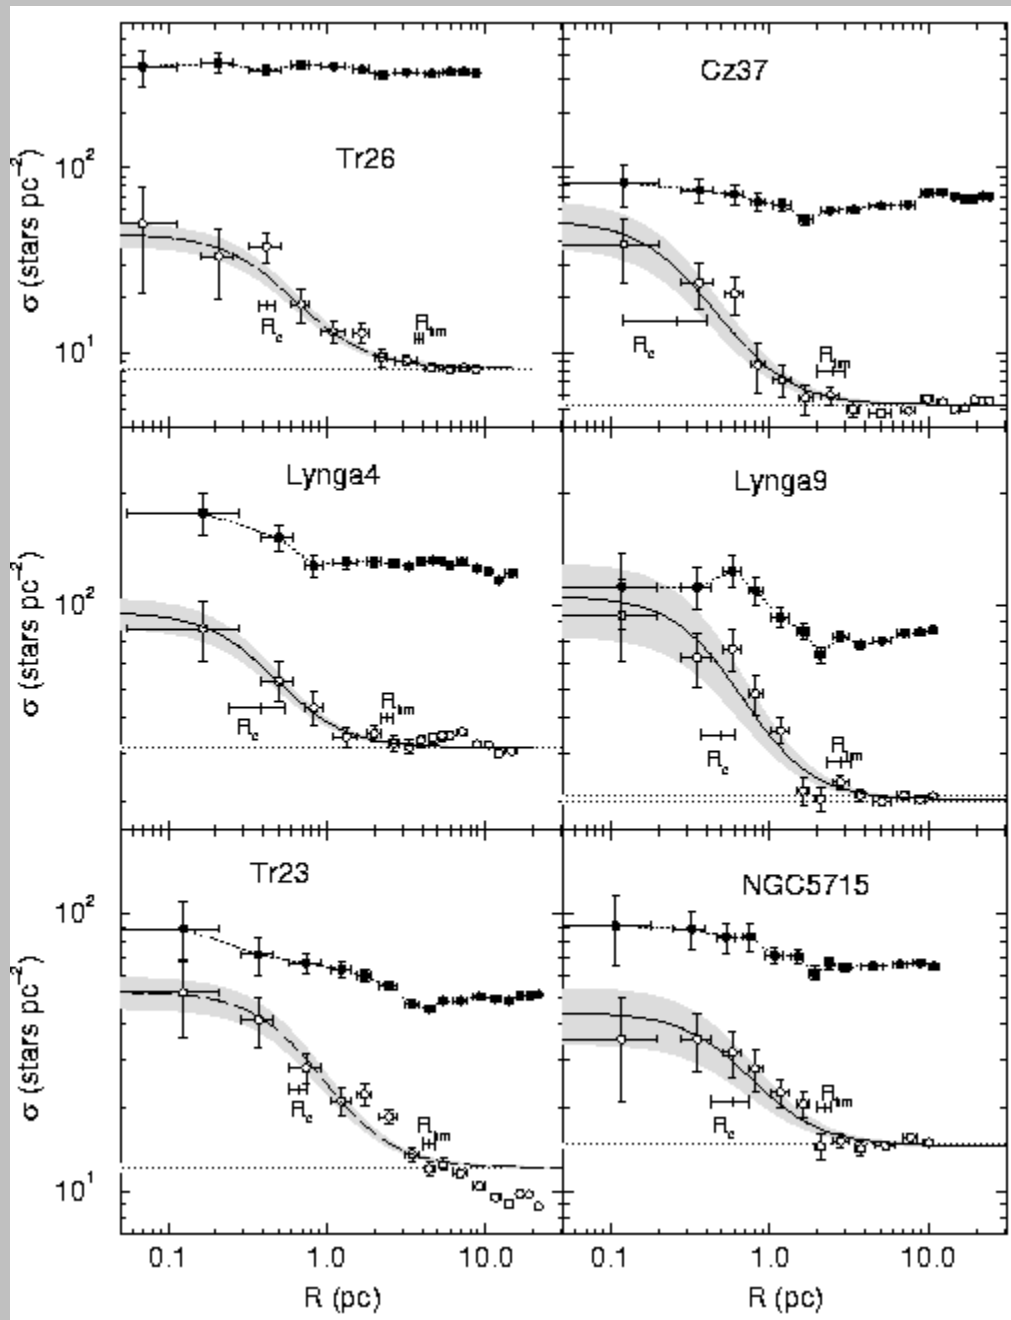 Tr26
Cz37
σ (stars pc⁻²)
10²
10¹
R_c
R_lim
R_c
R_lim
Lynga4
Lynga9
σ (stars pc⁻²)
10²
R_c
R_lim
R_c
R_lim
Tr23
NGC5715
σ (stars pc⁻²)
10²
10¹
R_c
R_lim
R_c
R_lim
0.1 1.0 10.0 0.1 1.0 10.0
R (pc) R (pc)